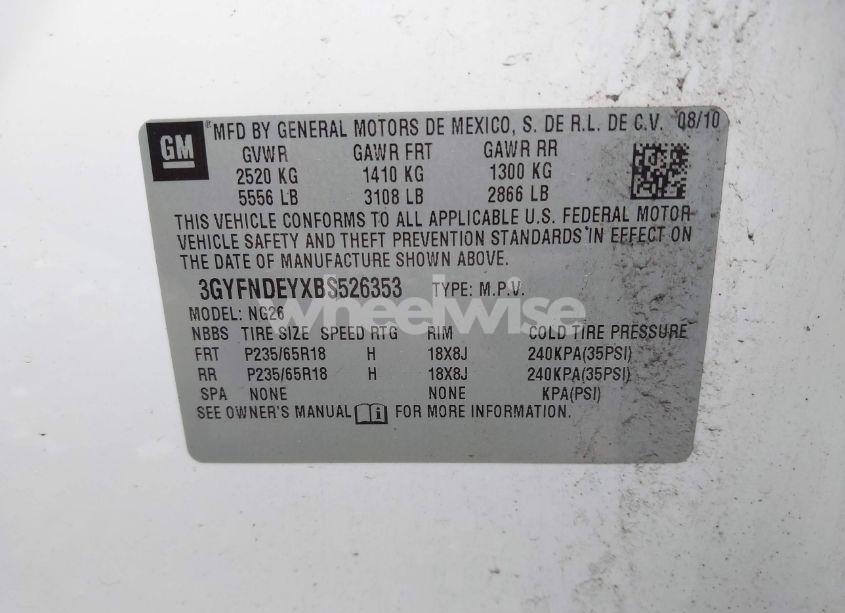 GM
® MFD BY GENERAL MOTORS DE MEXICO, S. DE R.L. DE C.V. 08/10
GVWR GAWR FRT GAWR RR
2520 KG 1410 KG 1300 KG
5556 LB 3108 LB 2866 LB
THIS VEHICLE CONFORMS TO ALL APPLICABLE U.S. FEDERAL MOTOR
VEHICLE SAFETY AND THEFT PREVENTION STANDARDS IN EFFECT ON
THE DATE OF MANUFACTURE SHOWN ABOVE.
3GYFNDEYXBS526353 TYPE: M.P.V.
MODEL: NG26
wheelwise
NBBS TIRE SIZE SPEED RTG RIM COLD TIRE PRESSURE
FRT P235/65R18 H 18X8J 240KPA(35PSI)
RR P235/65R18 H 18X8J 240KPA(35PSI)
SPA NONE NONE KPA(PSI)
SEE OWNER'S MANUAL FOR MORE INFORMATION.